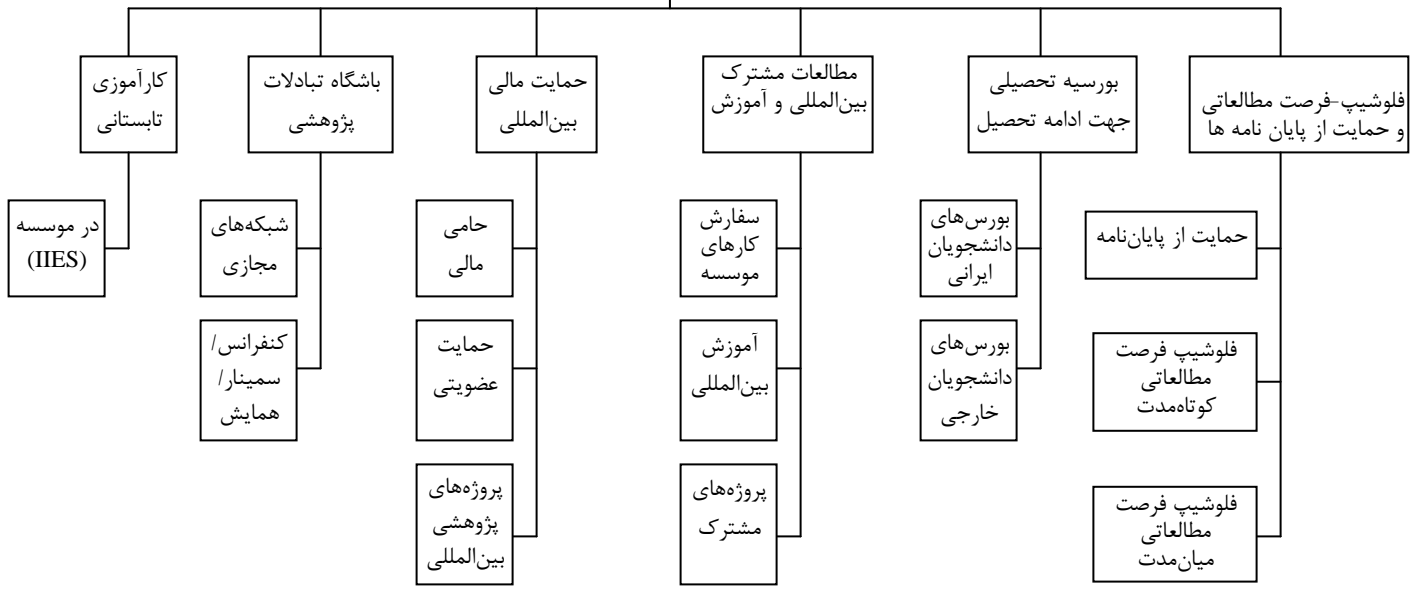 فلوشیپ-فرصت مطالعاتی
و حمایت از پایان نامه ها
بورسیه تحصیلی
جهت ادامه تحصیل
مطالعات مشترک
بین‌المللی و آموزش
حمایت مالی
بین‌المللی
باشگاه تبادلات
پژوهشی
کارآموزی
تابستانی
حمایت از پایان‌نامه
فلوشیپ فرصت
مطالعاتی
کوتاه‌مدت
فلوشیپ فرصت
مطالعاتی
میان‌مدت
بورس‌های
دانشجویان
ایرانی
بورس‌های
دانشجویان
خارجی
سفارش
کارهای
موسسه
آموزش
بین‌المللی
پروژه‌های
مشترک
حامی
مالی
حمایت
عضویتی
پروژه‌های
پژوهشی
بین‌المللی
شبکه‌های
مجازی
کنفرانس/
سمینار/
همایش
در موسسه
(IIES)